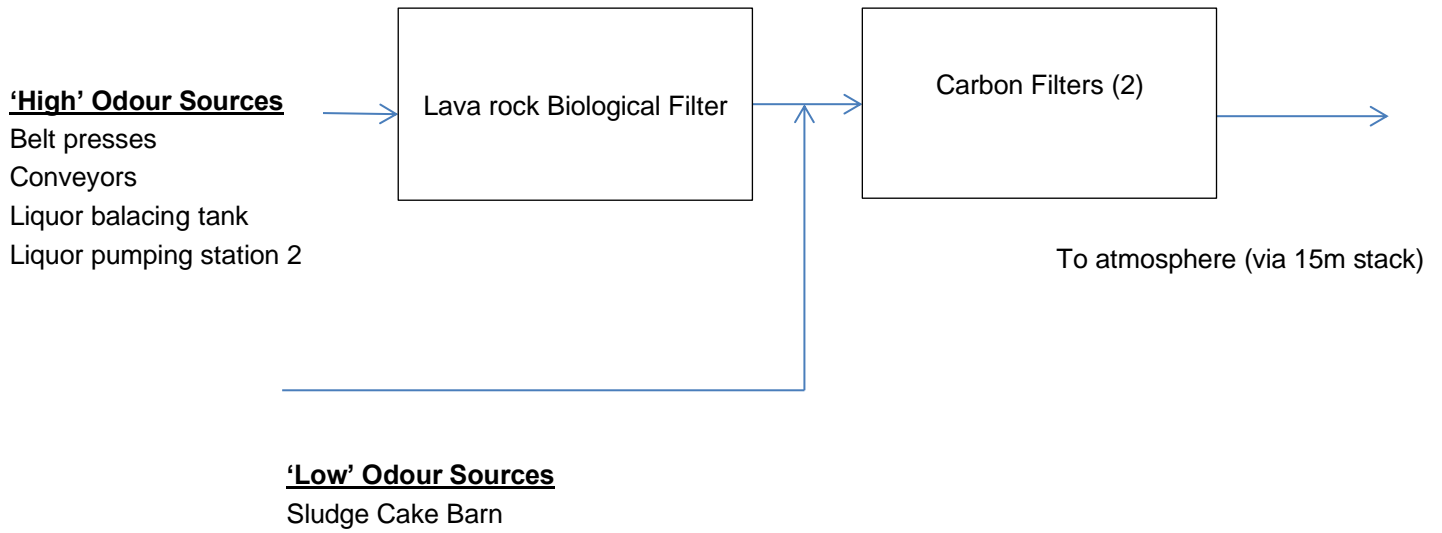 ‘High’ Odour Sources
Belt presses
Conveyors
Liquor balacing tank
Liquor pumping station 2
Lava rock Biological Filter
Carbon Filters (2)
To atmosphere (via 15m stack)
‘Low’ Odour Sources
Sludge Cake Barn